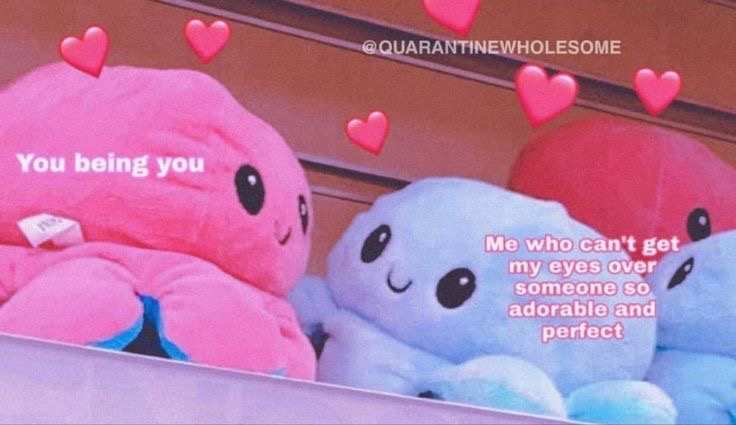 @QUARANTINEWHOLESOME
You being you
Me who can't get
my eyes over
someone so
adorable and
perfect